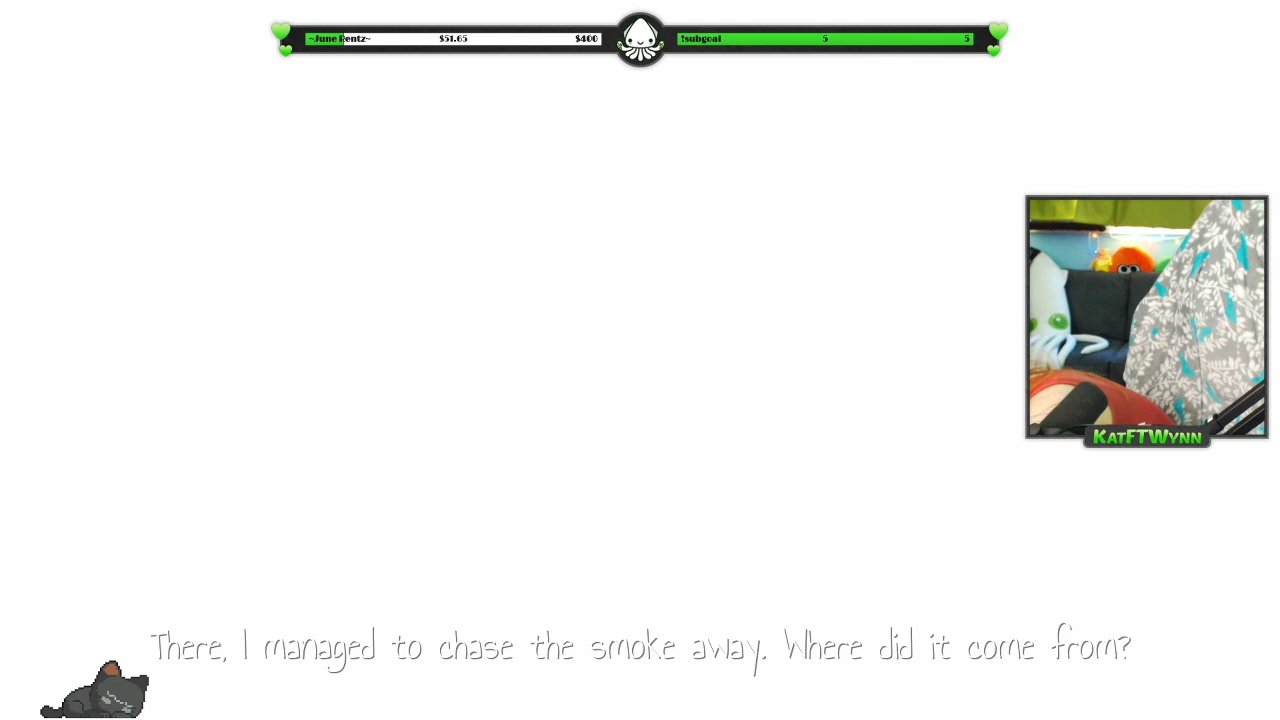 ~June Rentz~ $51.65 $400 !subgoal 5 5
KatFTWynn
There, I managed to chase the smoke away. Where did it come from?